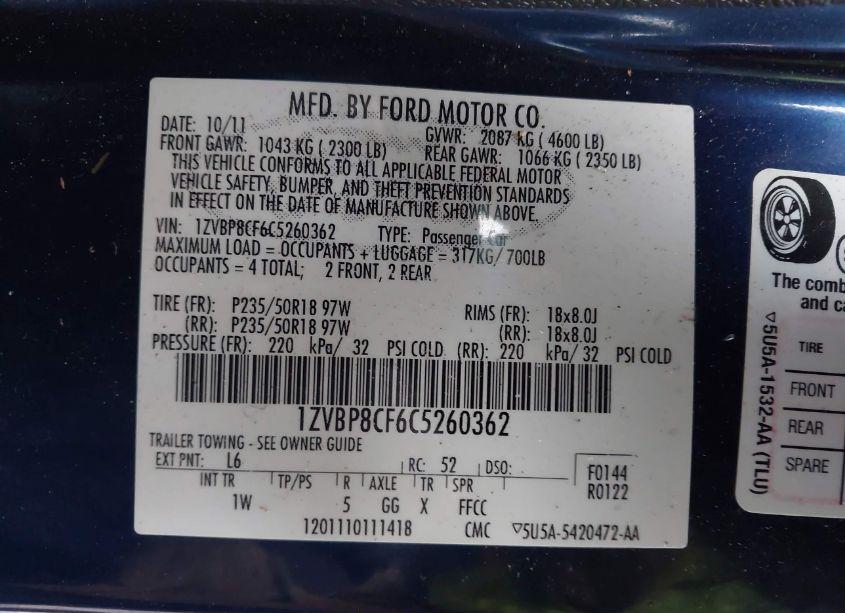 MFD. BY FORD MOTOR CO.
DATE: 10/11 GVWR: 2087 KG ( 4600 LB)
FRONT GAWR: 1043 KG ( 2300 LB) REAR GAWR: 1066 KG ( 2350 LB)
THIS VEHICLE CONFORMS TO ALL APPLICABLE FEDERAL MOTOR
VEHICLE SAFETY, BUMPER, AND THEFT PREVENTION STANDARDS
IN EFFECT ON THE DATE OF MANUFACTURE SHOWN ABOVE.
VIN: 1ZVBP8CF6C5260362 TYPE: Passenger Car
MAXIMUM LOAD = OCCUPANTS + LUGGAGE = 317KG/ 700LB
OCCUPANTS = 4 TOTAL; 2 FRONT, 2 REAR
TIRE (FR): P235/50R18 97W RIMS (FR): 18x8.0J
(RR): P235/50R18 97W (RR): 18x8.0J
PRESSURE (FR): 220 kPa/ 32 PSI COLD (RR): 220 kPa/ 32 PSI COLD
1ZVBP8CF6C5260362
TRAILER TOWING - SEE OWNER GUIDE
EXT PNT: L6 RC: 52 DSO:
INT TR TP/PS R AXLE TR SPR
1W 5 GG X FFCC
F0144
R0122
1201110111418 CMC ▽5U5A-5420472-AA
The comb
and ca
TIRE
FRONT
REAR
SPARE
▽5U5A-1532-AA (TLU)